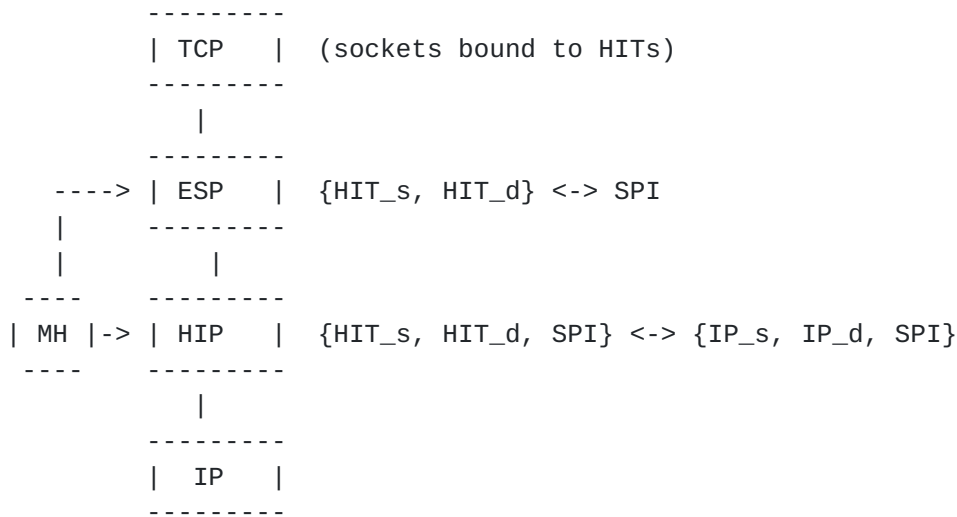 ---------
| TCP | (sockets bound to HITs)
---------
|
---------
----> | ESP | {HIT_s, HIT_d} <-> SPI
| ---------
| |
---- ---------
| MH |-> | HIP | {HIT_s, HIT_d, SPI} <-> {IP_s, IP_d, SPI}
---- ---------
|
---------
| IP |
---------